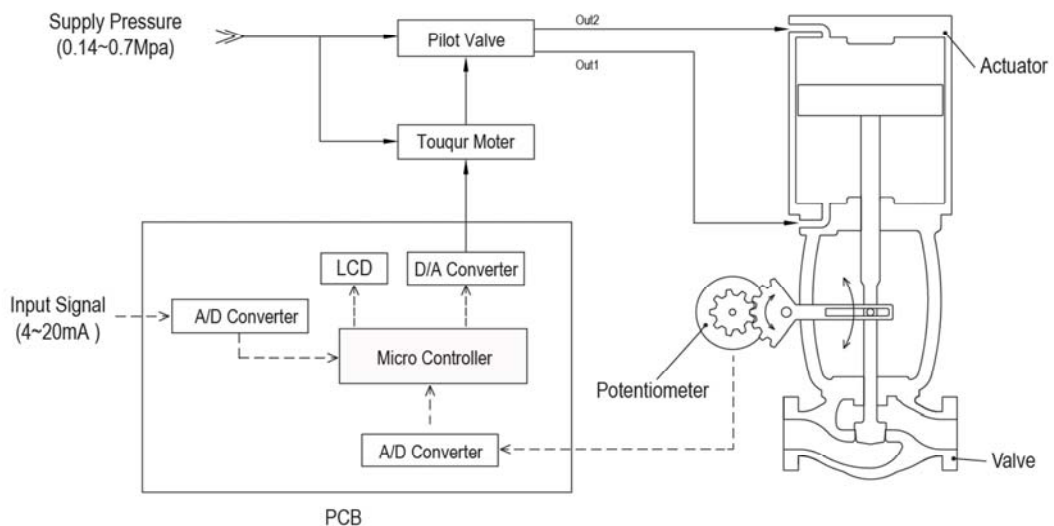 Supply Pressure
(0.14~0.7Mpa)
Pilot Valve
Out2
Out1
Actuator
Touqur Moter
LCD
D/A Converter
Input Signal
(4~20mA )
A/D Converter
Micro Controller
Potentiometer
A/D Converter
Valve
PCB